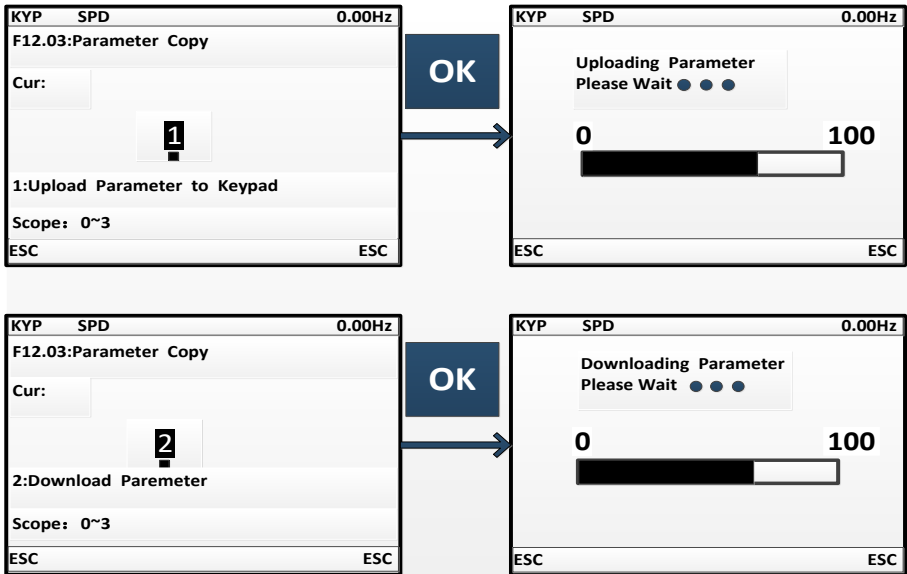 KYP SPD 0.00Hz
F12.03:Parameter Copy
Cur:
1
1:Upload Parameter to Keypad
Scope：0~3
ESC ESC
OK
KYP SPD 0.00Hz
Uploading Parameter
Please Wait
0 100
ESC ESC
KYP SPD 0.00Hz
F12.03:Parameter Copy
Cur:
2
2:Download Paremeter
Scope：0~3
ESC ESC
OK
KYP SPD 0.00Hz
Downloading Parameter
Please Wait
0 100
ESC ESC